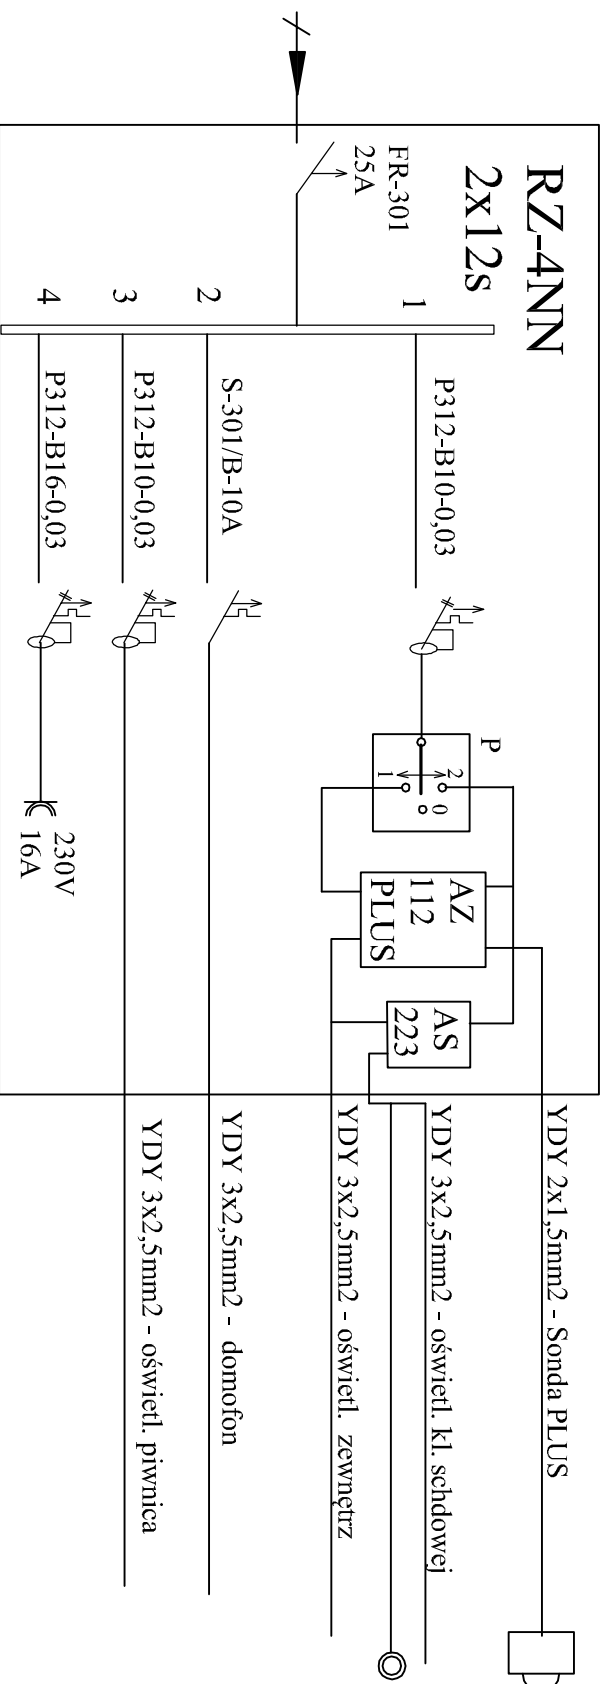 RZ-4NN
2x12s
FR-301
25A
1
2
3
4
P312-B10-0,03
S-301/B-10A
P312-B10-0,03
P312-B16-0,03
P
2
1
0
AZ
112
PLUS
AS
223
230V
16A
YDY 2x1,5mm2 - Sonda PLUS
YDY 3x2,5mm2 - oświetl. kl. schdowej
YDY 3x2,5mm2 - oświetl. zewnętrz
YDY 3x2,5mm2 - domofon
YDY 3x2,5mm2 - oświetl. piwnica